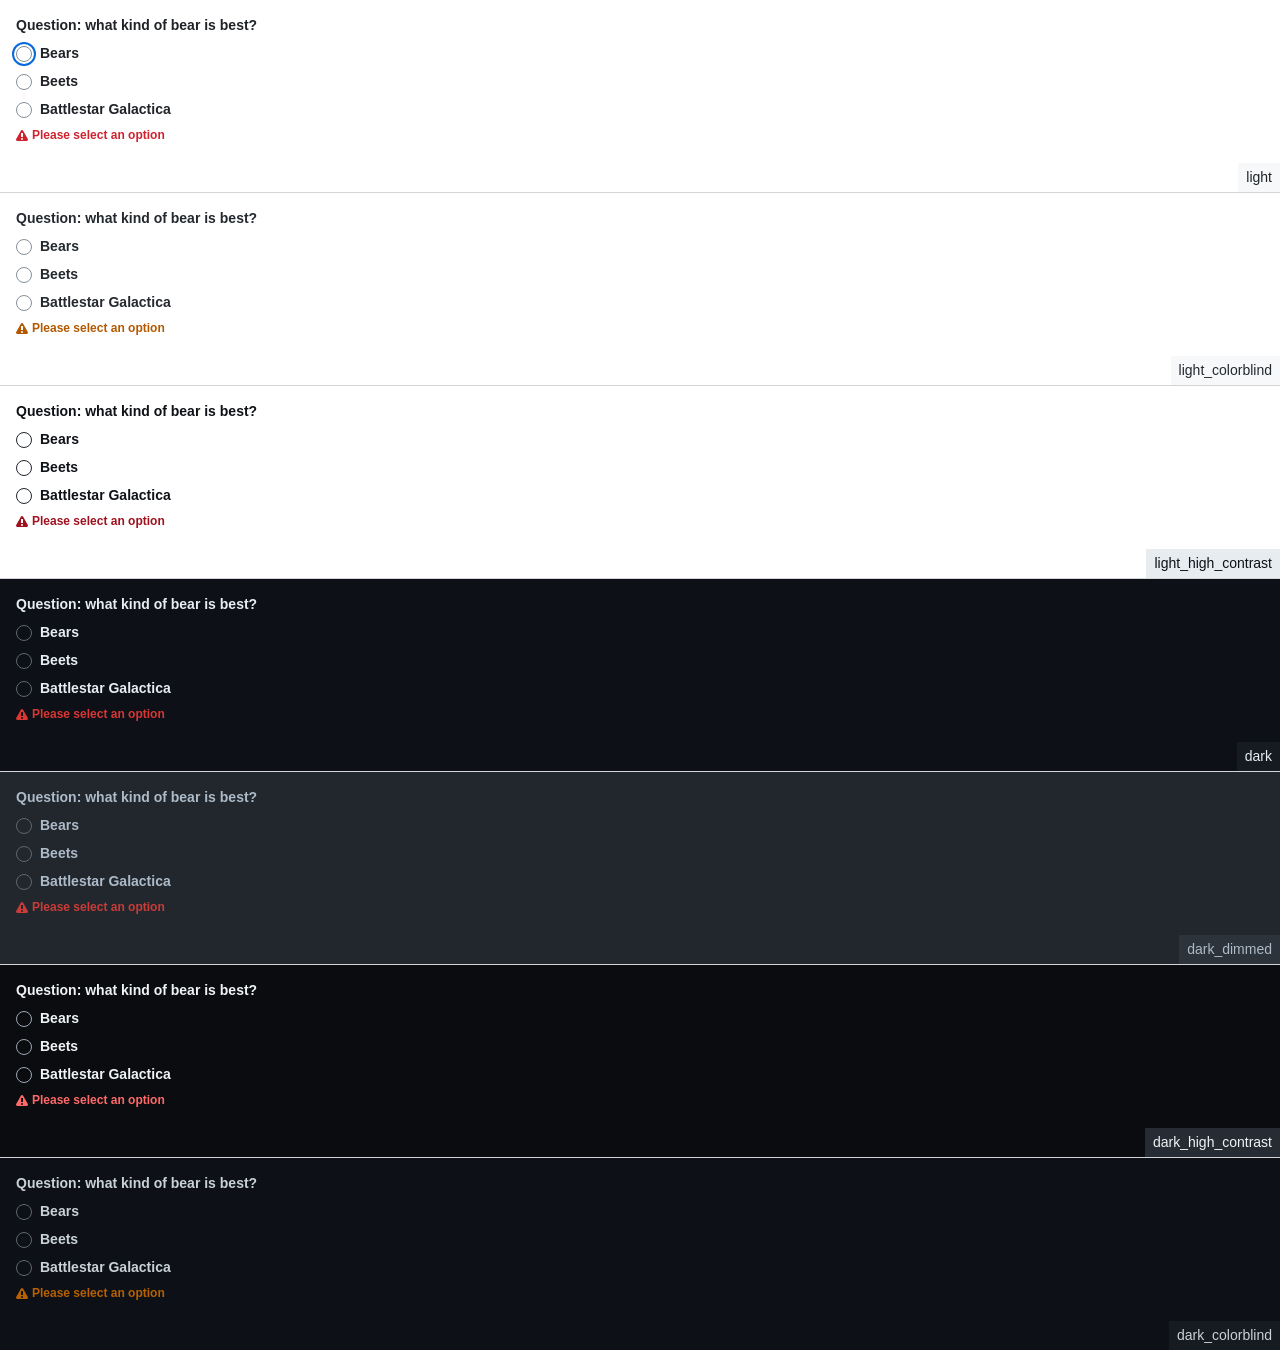 Question: what kind of bear is best?
Bears
Beets
Battlestar Galactica
Please select an option
light
Question: what kind of bear is best?
Bears
Beets
Battlestar Galactica
Please select an option
light_colorblind
Question: what kind of bear is best?
Bears
Beets
Battlestar Galactica
Please select an option
light_high_contrast
Question: what kind of bear is best?
Bears
Beets
Battlestar Galactica
Please select an option
dark
Question: what kind of bear is best?
Bears
Beets
Battlestar Galactica
Please select an option
dark_dimmed
Question: what kind of bear is best?
Bears
Beets
Battlestar Galactica
Please select an option
dark_high_contrast
Question: what kind of bear is best?
Bears
Beets
Battlestar Galactica
Please select an option
dark_colorblind